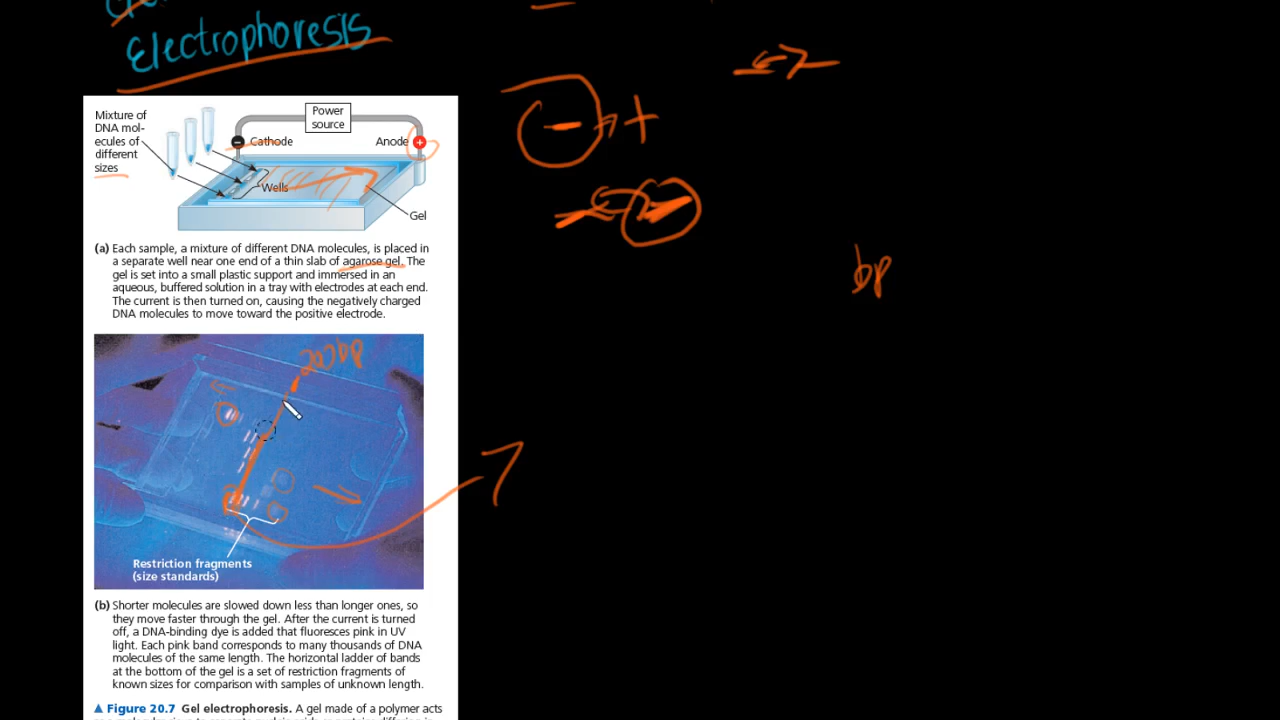 Electrophoresis
Mixture of
DNA mol-
ecules of
different
sizes
Power
source
Cathode
Anode
Wells
Gel
− +
bp
(a) Each sample, a mixture of different DNA molecules, is placed in
a separate well near one end of a thin slab of agarose gel. The
gel is set into a small plastic support and immersed in an
aqueous, buffered solution in a tray with electrodes at each end.
The current is then turned on, causing the negatively charged
DNA molecules to move toward the positive electrode.
Restriction fragments
(size standards)
(b) Shorter molecules are slowed down less than longer ones, so
they move faster through the gel. After the current is turned
off, a DNA-binding dye is added that fluoresces pink in UV
light. Each pink band corresponds to many thousands of DNA
molecules of the same length. The horizontal ladder of bands
at the bottom of the gel is a set of restriction fragments of
known sizes for comparison with samples of unknown length.
▲ Figure 20.7 Gel electrophoresis. A gel made of a polymer acts